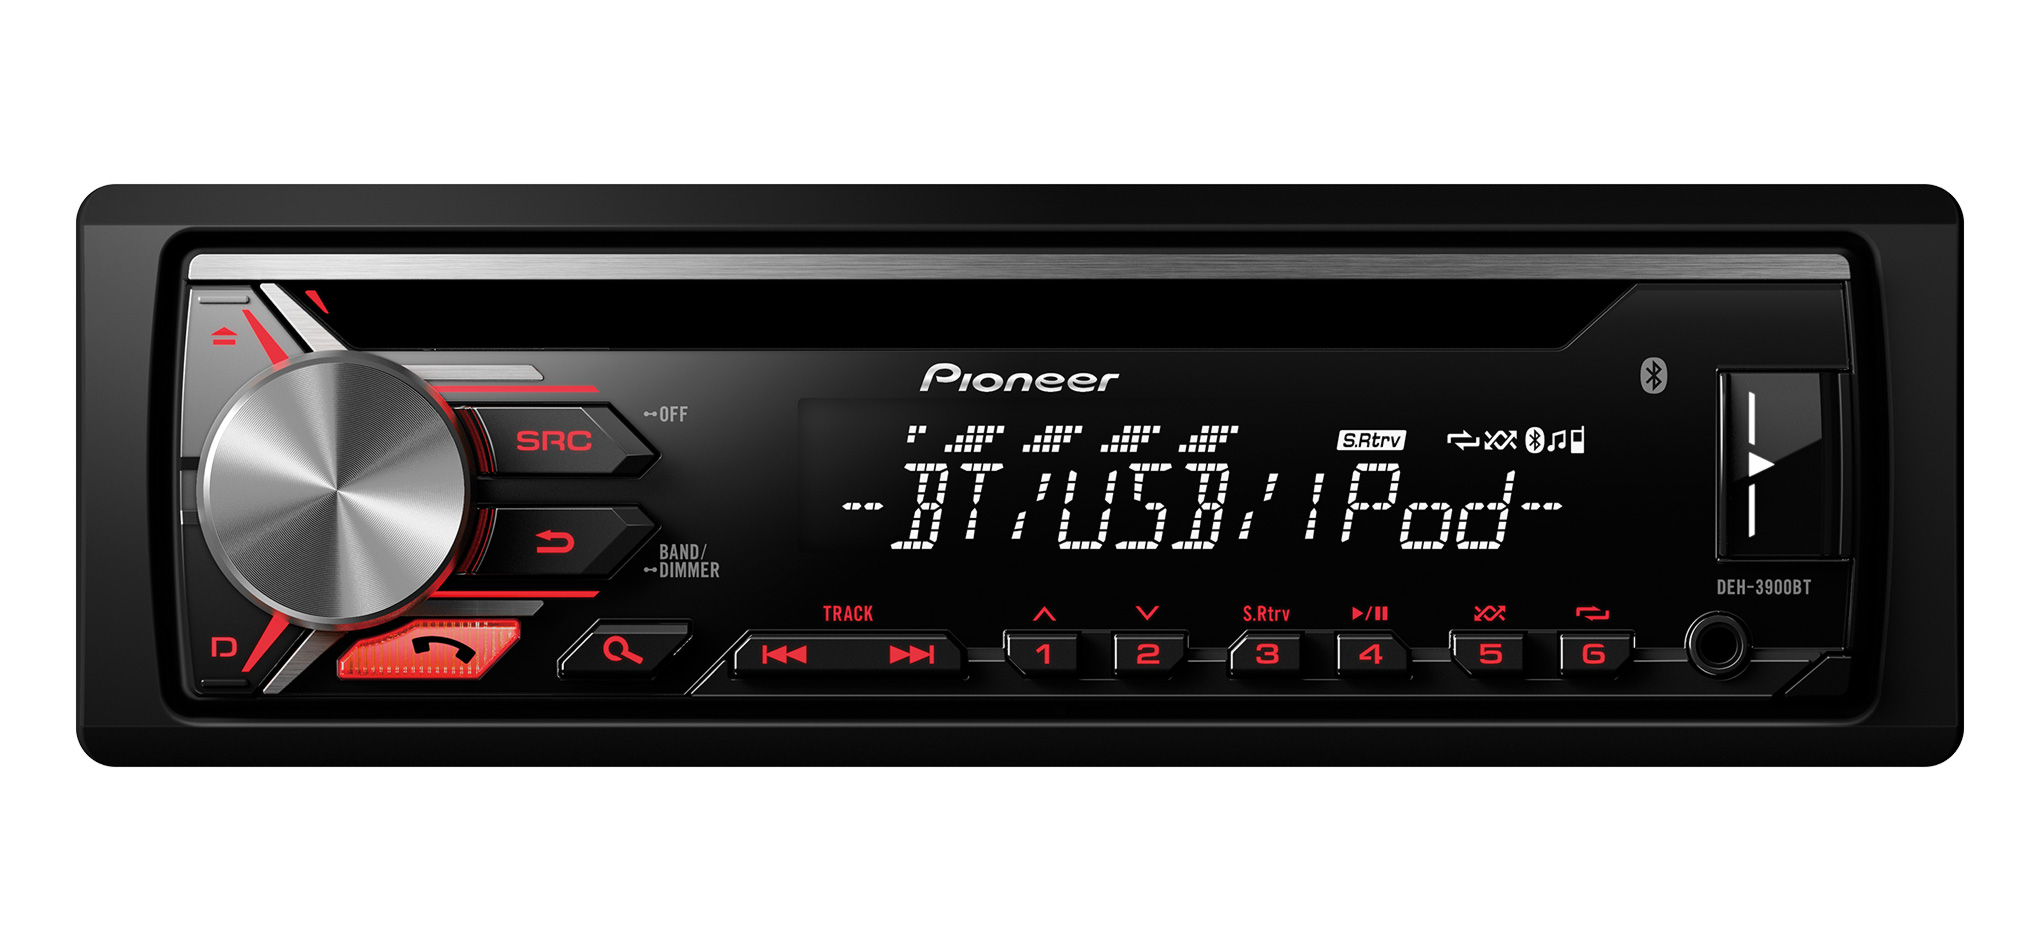 Pioneer
SRC
OFF
S.Rtrv
--BT/USB/iPod--
BAND/
DIMMER
DEH-3900BT
TRACK
S.Rtrv
D
1
2
3
4
5
6